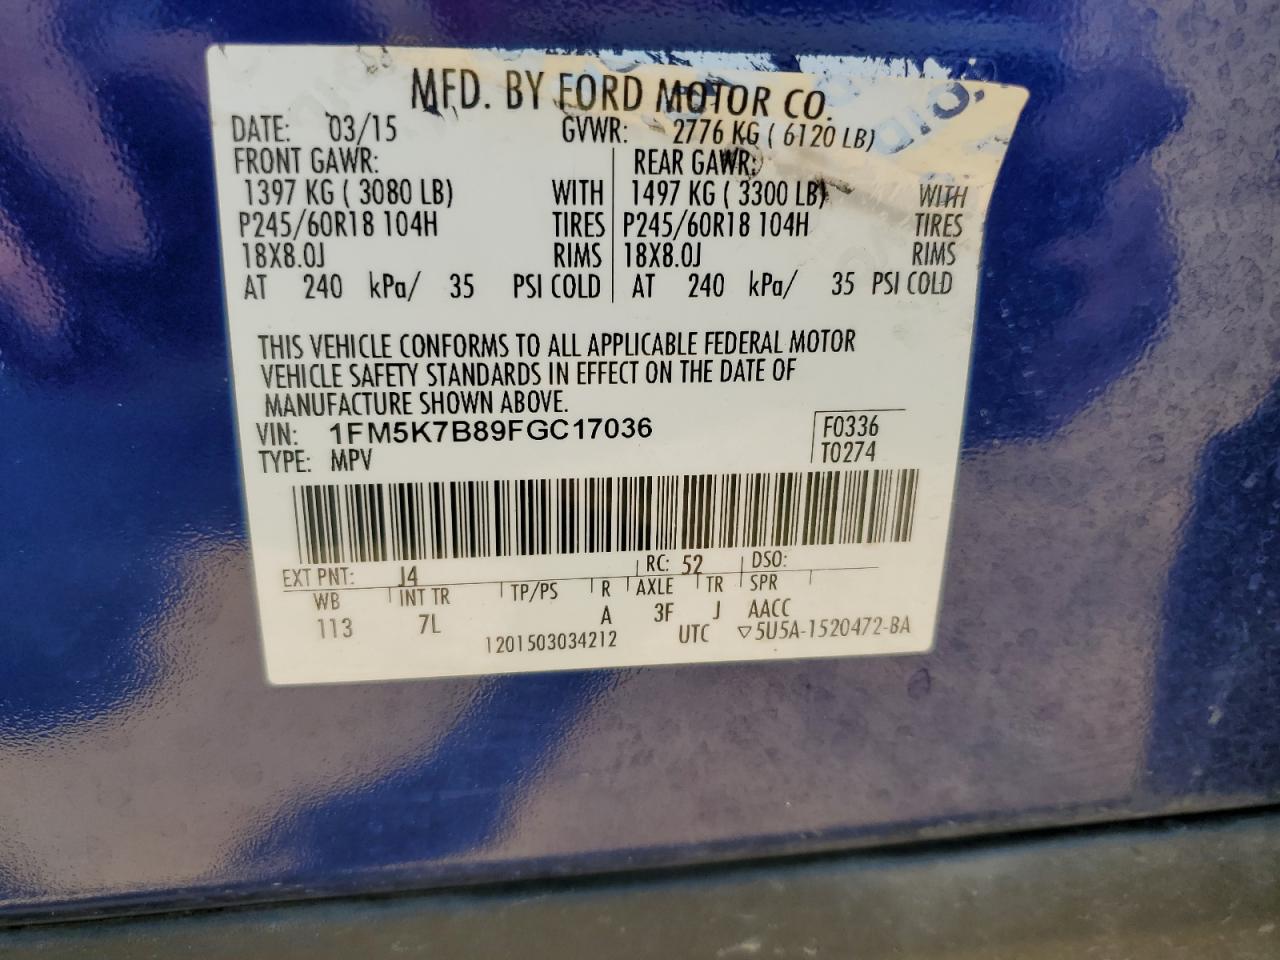 MFD. BY FORD MOTOR CO.
DATE: 03/15 GVWR: 2776 KG ( 6120 LB)
FRONT GAWR: REAR GAWR:
1397 KG ( 3080 LB) WITH 1497 KG ( 3300 LB) WITH
P245/60R18 104H TIRES P245/60R18 104H TIRES
18X8.0J RIMS 18X8.0J RIMS
AT 240 kPa/ 35 PSI COLD AT 240 kPa/ 35 PSI COLD
THIS VEHICLE CONFORMS TO ALL APPLICABLE FEDERAL MOTOR
VEHICLE SAFETY STANDARDS IN EFFECT ON THE DATE OF
MANUFACTURE SHOWN ABOVE.
VIN: 1FM5K7B89FGC17036 F0336
TYPE: MPV T0274
EXT PNT: J4 RC: 52 DSO:
WB INT TR TP/PS R AXLE TR SPR
113 7L A 3F J AACC
1201503034212 UTC ▽5U5A-1520472-BA